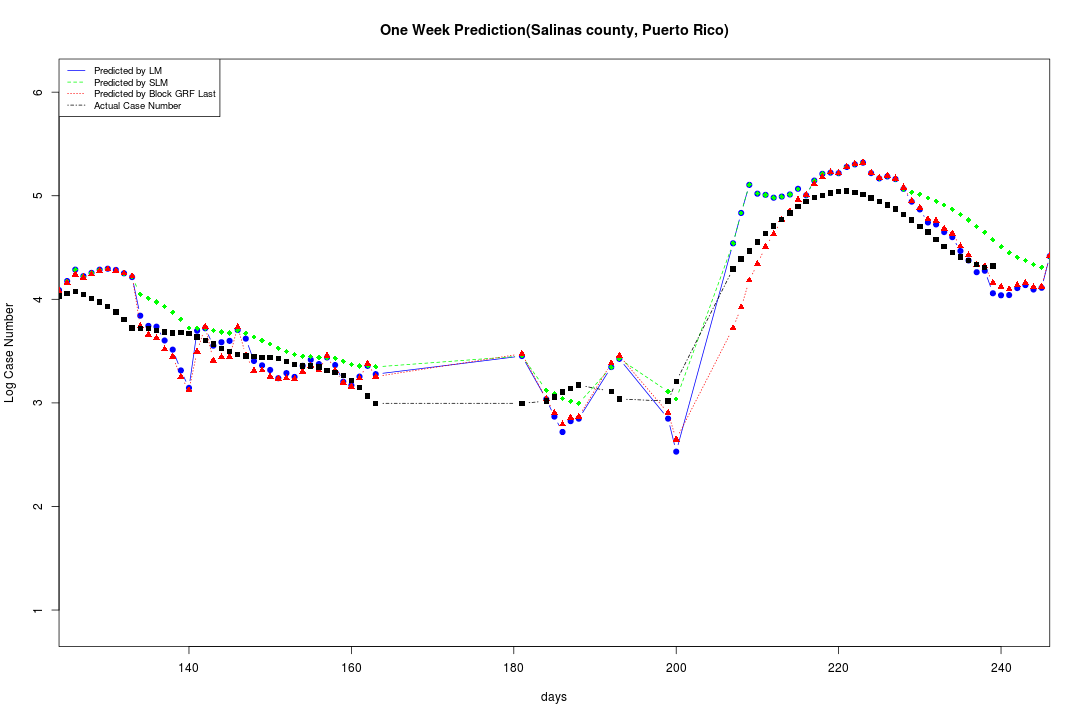 One Week Prediction(Salinas county, Puerto Rico)
Predicted by LM
Predicted by SLM
Predicted by Block GRF Last
Actual Case Number
6
5
4
3
2
1
Log Case Number
140 160 180 200 220 240
days